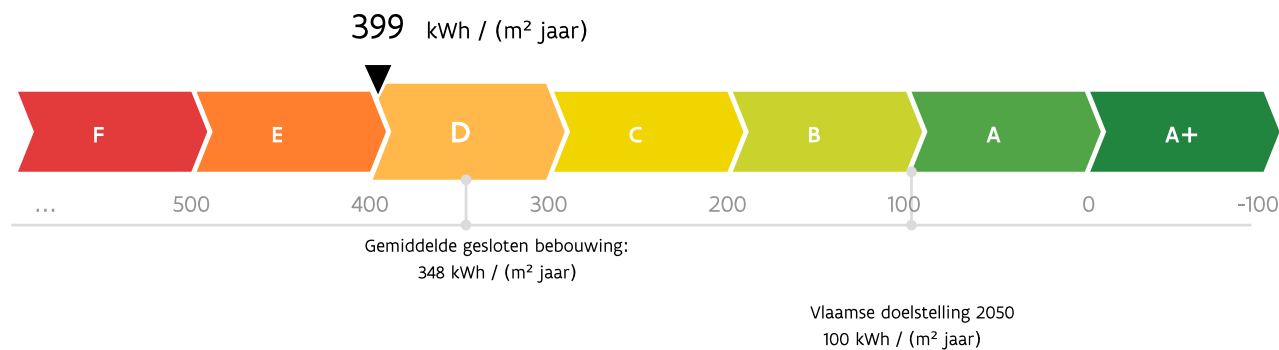 399 kWh / (m² jaar)
F E D C B A A+
... 500 400 300 200 100 0 -100
Gemiddelde gesloten bebouwing:
348 kWh / (m² jaar)
Vlaamse doelstelling 2050
100 kWh / (m² jaar)